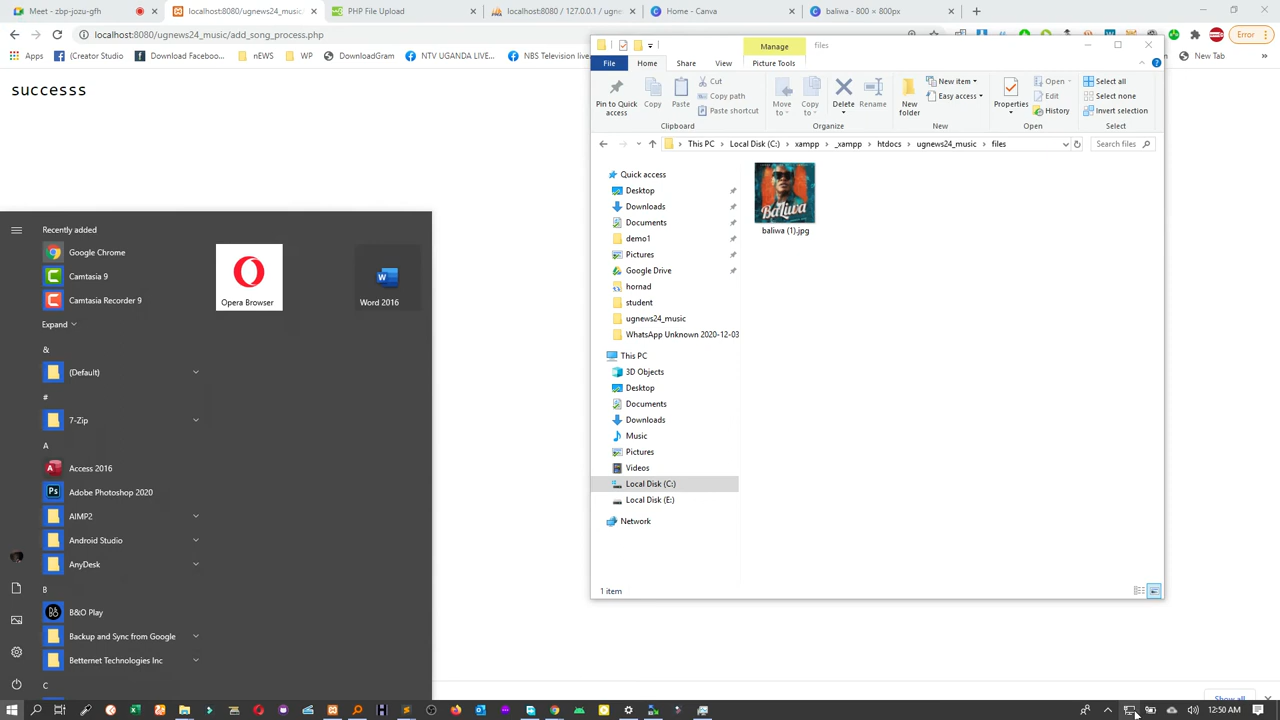 Meet - zbp-jozu-gfh
localhost:8080/ugnews24_music/
PHP File Upload
localhost / 127.0.0.1 / ugnews
Home - Canva
baliwa - 800 × 800px
localhost:8080/ugnews24_music/add_song_process.php
Error
Apps
(Creator Studio
Download Faceboo...
nEWS
PHP
DownloadGram
NTV UGANDA LIVE...
NBS Television live
New Tab
successs
Manage
files
File
Home
Share
View
Picture Tools
Pin to Quick access
Copy
Paste
Cut
Copy path
Paste shortcut
Move to
Copy to
Delete
Rename
New folder
New item
Easy access
Properties
Open
Edit
History
Select all
Select none
Invert selection
Clipboard
Organize
New
Open
Select
This PC
Local Disk (C:)
xampp
_xampp
htdocs
ugnews24_music
files
Search files
Quick access
Desktop
Downloads
Documents
demo1
Pictures
Google Drive
hornad
student
ugnews24_music
WhatsApp Unknown 2020-12-03
This PC
3D Objects
Desktop
Documents
Downloads
Music
Pictures
Videos
Local Disk (C:)
Local Disk (E:)
Network
BaLiwa
baliwa (1).jpg
1 item
Recently added
Google Chrome
Camtasia 9
Camtasia Recorder 9
Expand
&
(Default)
#
7-Zip
A
Access 2016
Adobe Photoshop 2020
AIMP2
Android Studio
AnyDesk
B
B&O Play
Backup and Sync from Google
Betternet Technologies Inc
C
Opera Browser
Word 2016
Show all
12:50 AM